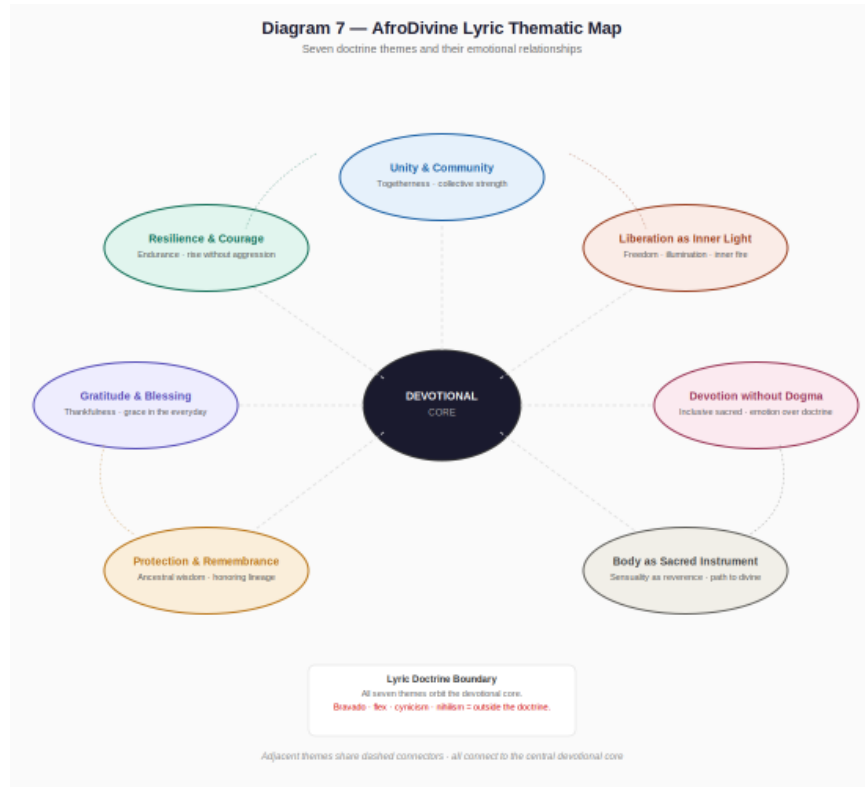 Diagram 7 — AfroDivine Lyric Thematic Map
Seven doctrine themes and their emotional relationships
Unity & Community
Togetherness · collective strength
Resilience & Courage
Endurance · rise without aggression
Liberation as Inner Light
Freedom · illumination · inner fire
Gratitude & Blessing
Thankfulness · grace in the everyday
DEVOTIONAL
CORE
Devotion without Dogma
Inclusive sacred · emotion over doctrine
Protection & Remembrance
Ancestral wisdom · honoring lineage
Body as Sacred Instrument
Sensuality as reverence · path to divine
Lyric Doctrine Boundary
All seven themes orbit the devotional core.
Bravado · flex · cynicism · nihilism = outside the doctrine.
Adjacent themes share dashed connectors · all connect to the central devotional core